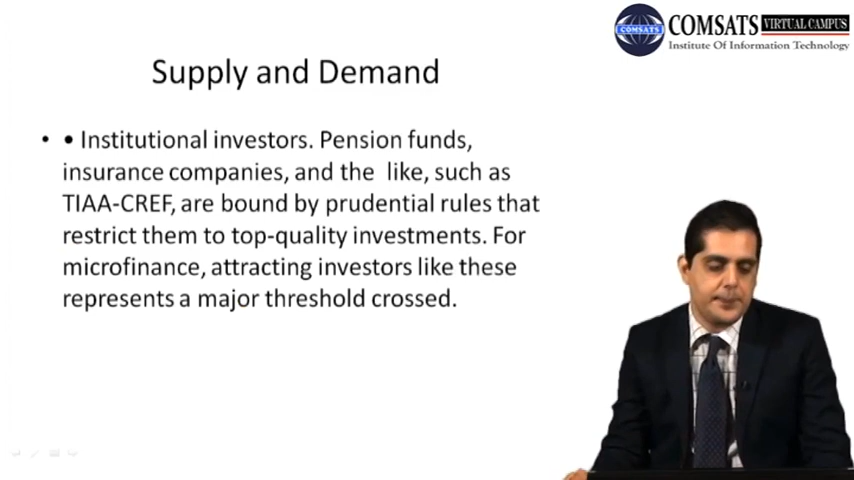 COMSATS VIRTUAL CAMPUS
COMSATS
Institute Of Information Technology
Supply and Demand
• • Institutional investors. Pension funds,
insurance companies, and the like, such as
TIAA-CREF, are bound by prudential rules that
restrict them to top-quality investments. For
microfinance, attracting investors like these
represents a major threshold crossed.